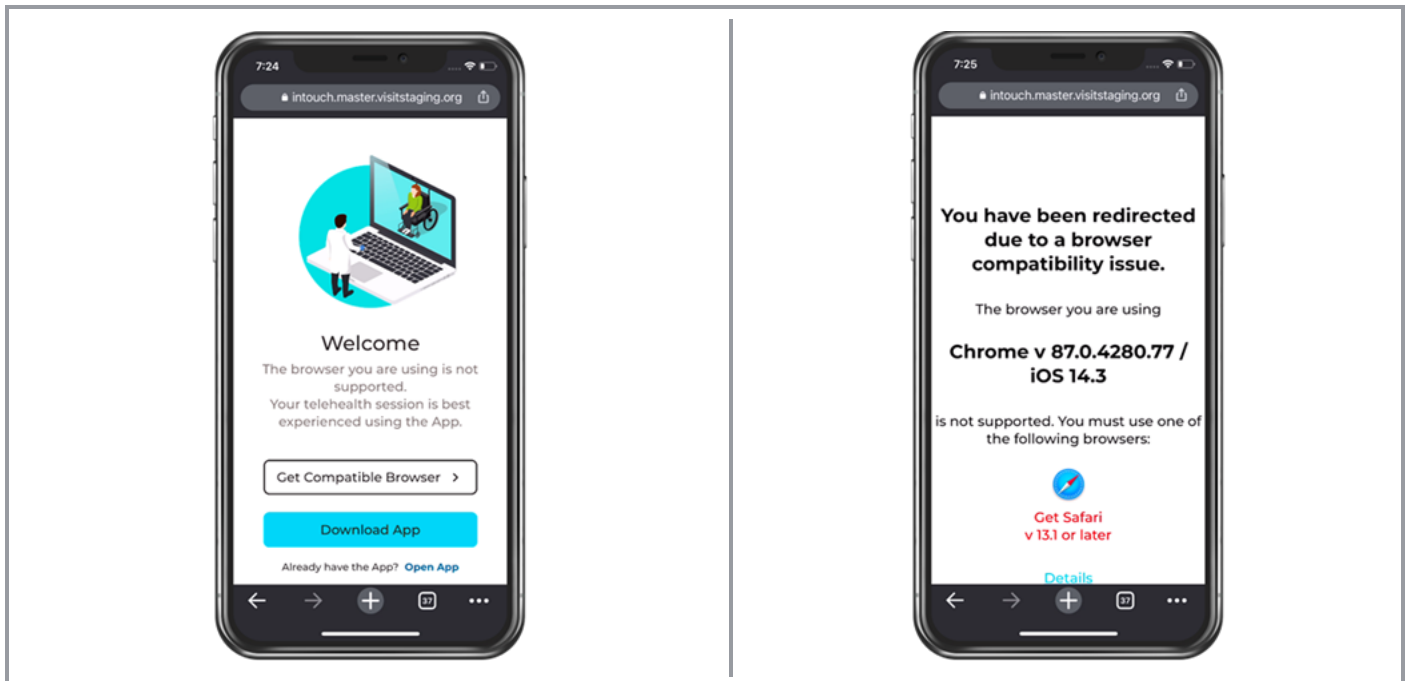 7:24
intouch.master.visitstaging.org
Welcome
The browser you are using is not
supported.
Your telehealth session is best
experienced using the App.
Get Compatible Browser >
Download App
Already have the App? Open App
37
7:25
intouch.master.visitstaging.org
You have been redirected
due to a browser
compatibility issue.
The browser you are using
Chrome v 87.0.4280.77 /
iOS 14.3
is not supported. You must use one of
the following browsers:
Get Safari
v 13.1 or later
Details
37